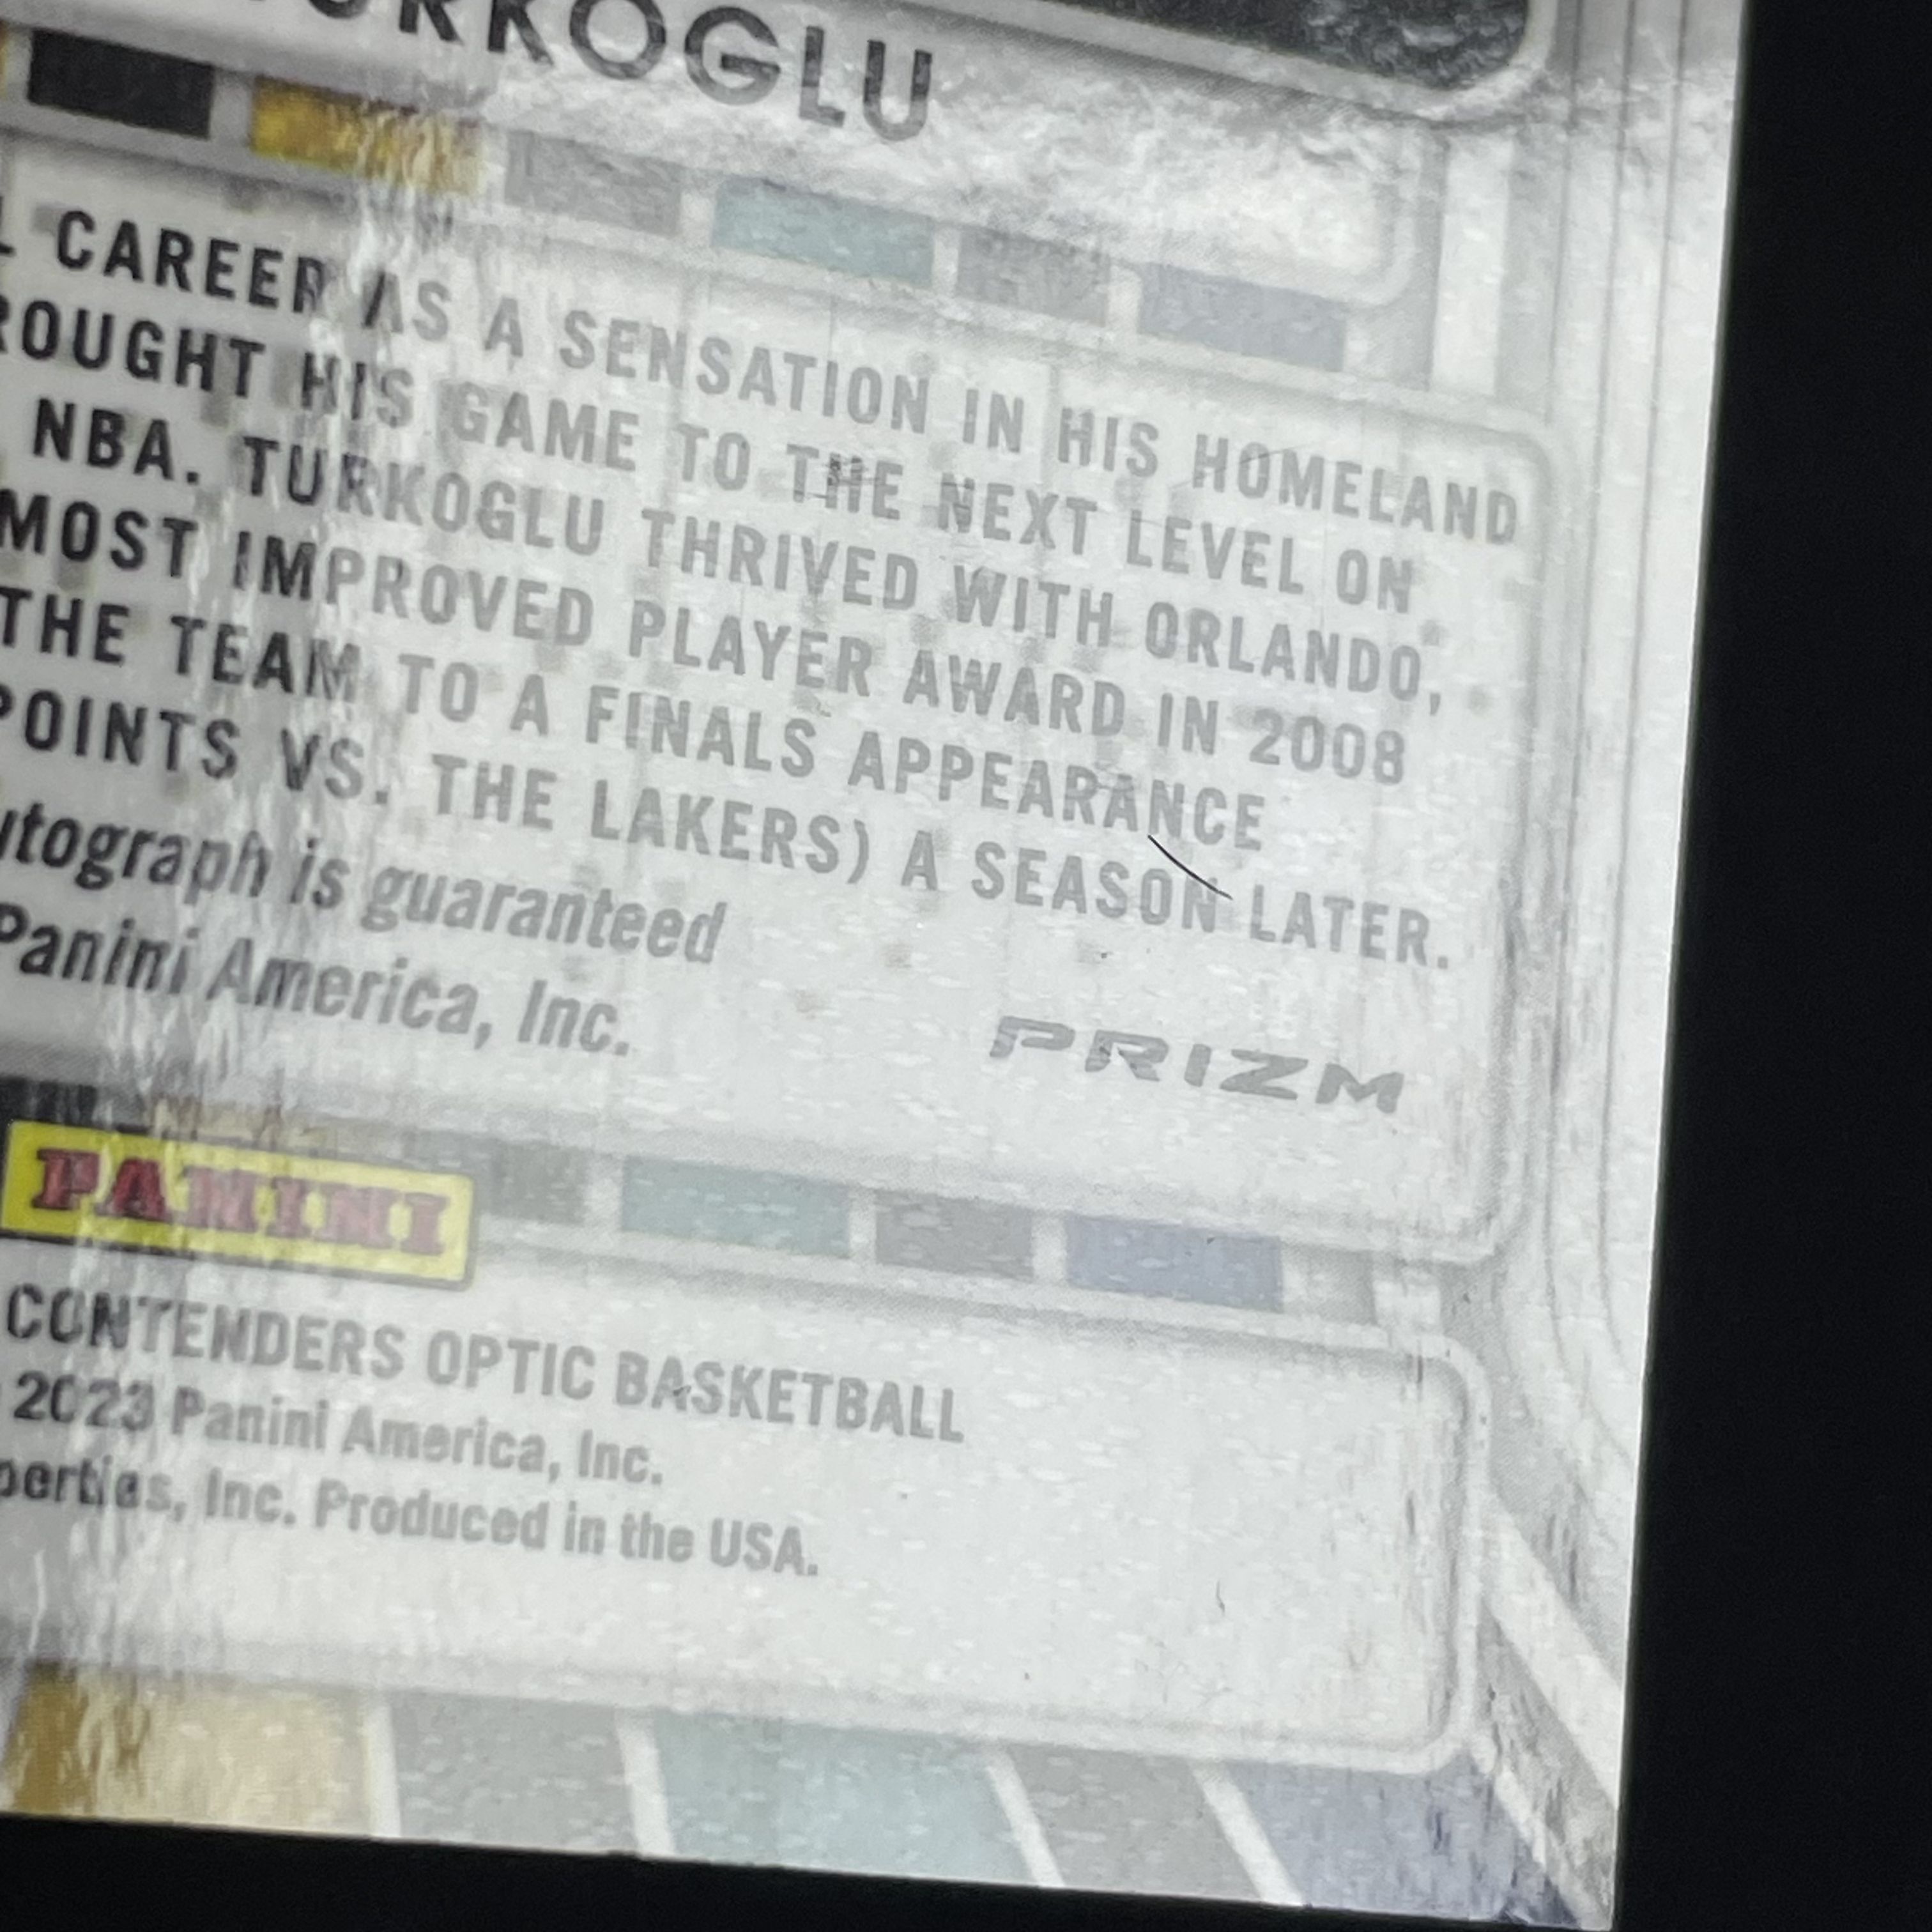 TURKOGLU
CAREER AS A SENSATION IN HIS HOMELAND
ROUGHT HIS GAME TO THE NEXT LEVEL ON
NBA. TURKOGLU THRIVED WITH ORLANDO,
MOST IMPROVED PLAYER AWARD IN 2008
THE TEAM TO A FINALS APPEARANCE
POINTS VS. THE LAKERS) A SEASON LATER.
utograph is guaranteed
Panini America, Inc.
PRIZM
PANINI
CONTENDERS OPTIC BASKETBALL
2023 Panini America, Inc.
perties, Inc. Produced in the USA.